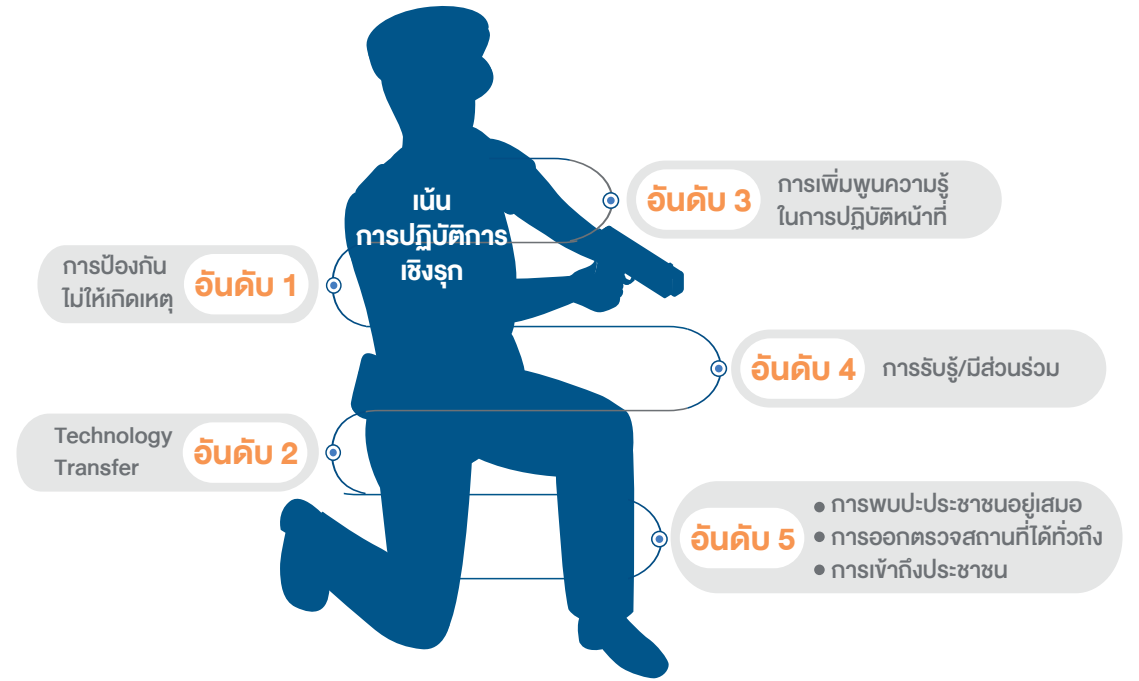 เน้น
การปฏิบัติการ
เชิงรุก
การป้องกัน
ไม่ให้เกิดเหตุ
อันดับ 1
Technology
Transfer
อันดับ 2
อันดับ 3
การเพิ่มพูนความรู้
ในการปฏิบัติหน้าที่
อันดับ 4
การรับรู้/มีส่วนร่วม
อันดับ 5
• การพบปะประชาชนอยู่เสมอ
• การออกตรวจสถานที่ได้ทั่วถึง
• การเข้าถึงประชาชน